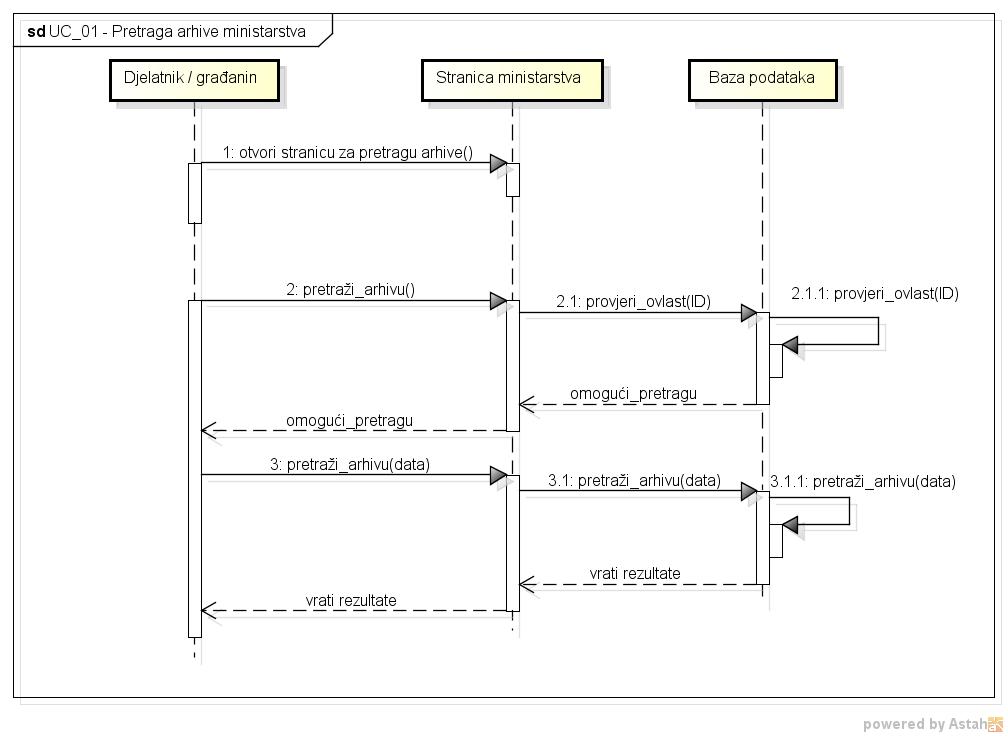 sd UC_01 - Pretraga arhive ministarstva
Djelatnik / građanin
Stranica ministarstva
Baza podataka
1: otvori stranicu za pretragu arhive()
2: pretraži_arhivu()
2.1: provjeri_ovlast(ID)
2.1.1: provjeri_ovlast(ID)
omogući_pretragu
omogući_pretragu
3: pretraži_arhivu(data)
3.1: pretraži_arhivu(data)
3.1.1: pretraži_arhivu(data)
vrati rezultate
vrati rezultate
powered by Astah